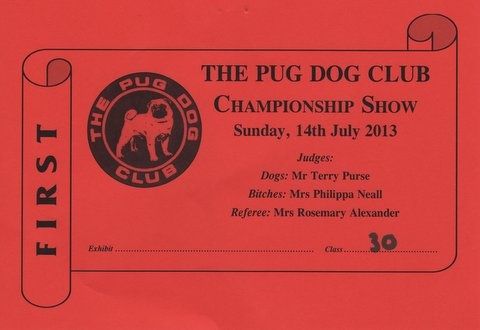 FIRST
THE PUG DOG
CLUB
THE PUG DOG CLUB
CHAMPIONSHIP SHOW
Sunday, 14th July 2013
Judges:
Dogs: Mr Terry Purse
Bitches: Mrs Philippa Neall
Referee: Mrs Rosemary Alexander
Exhibit ........................................ Class 30